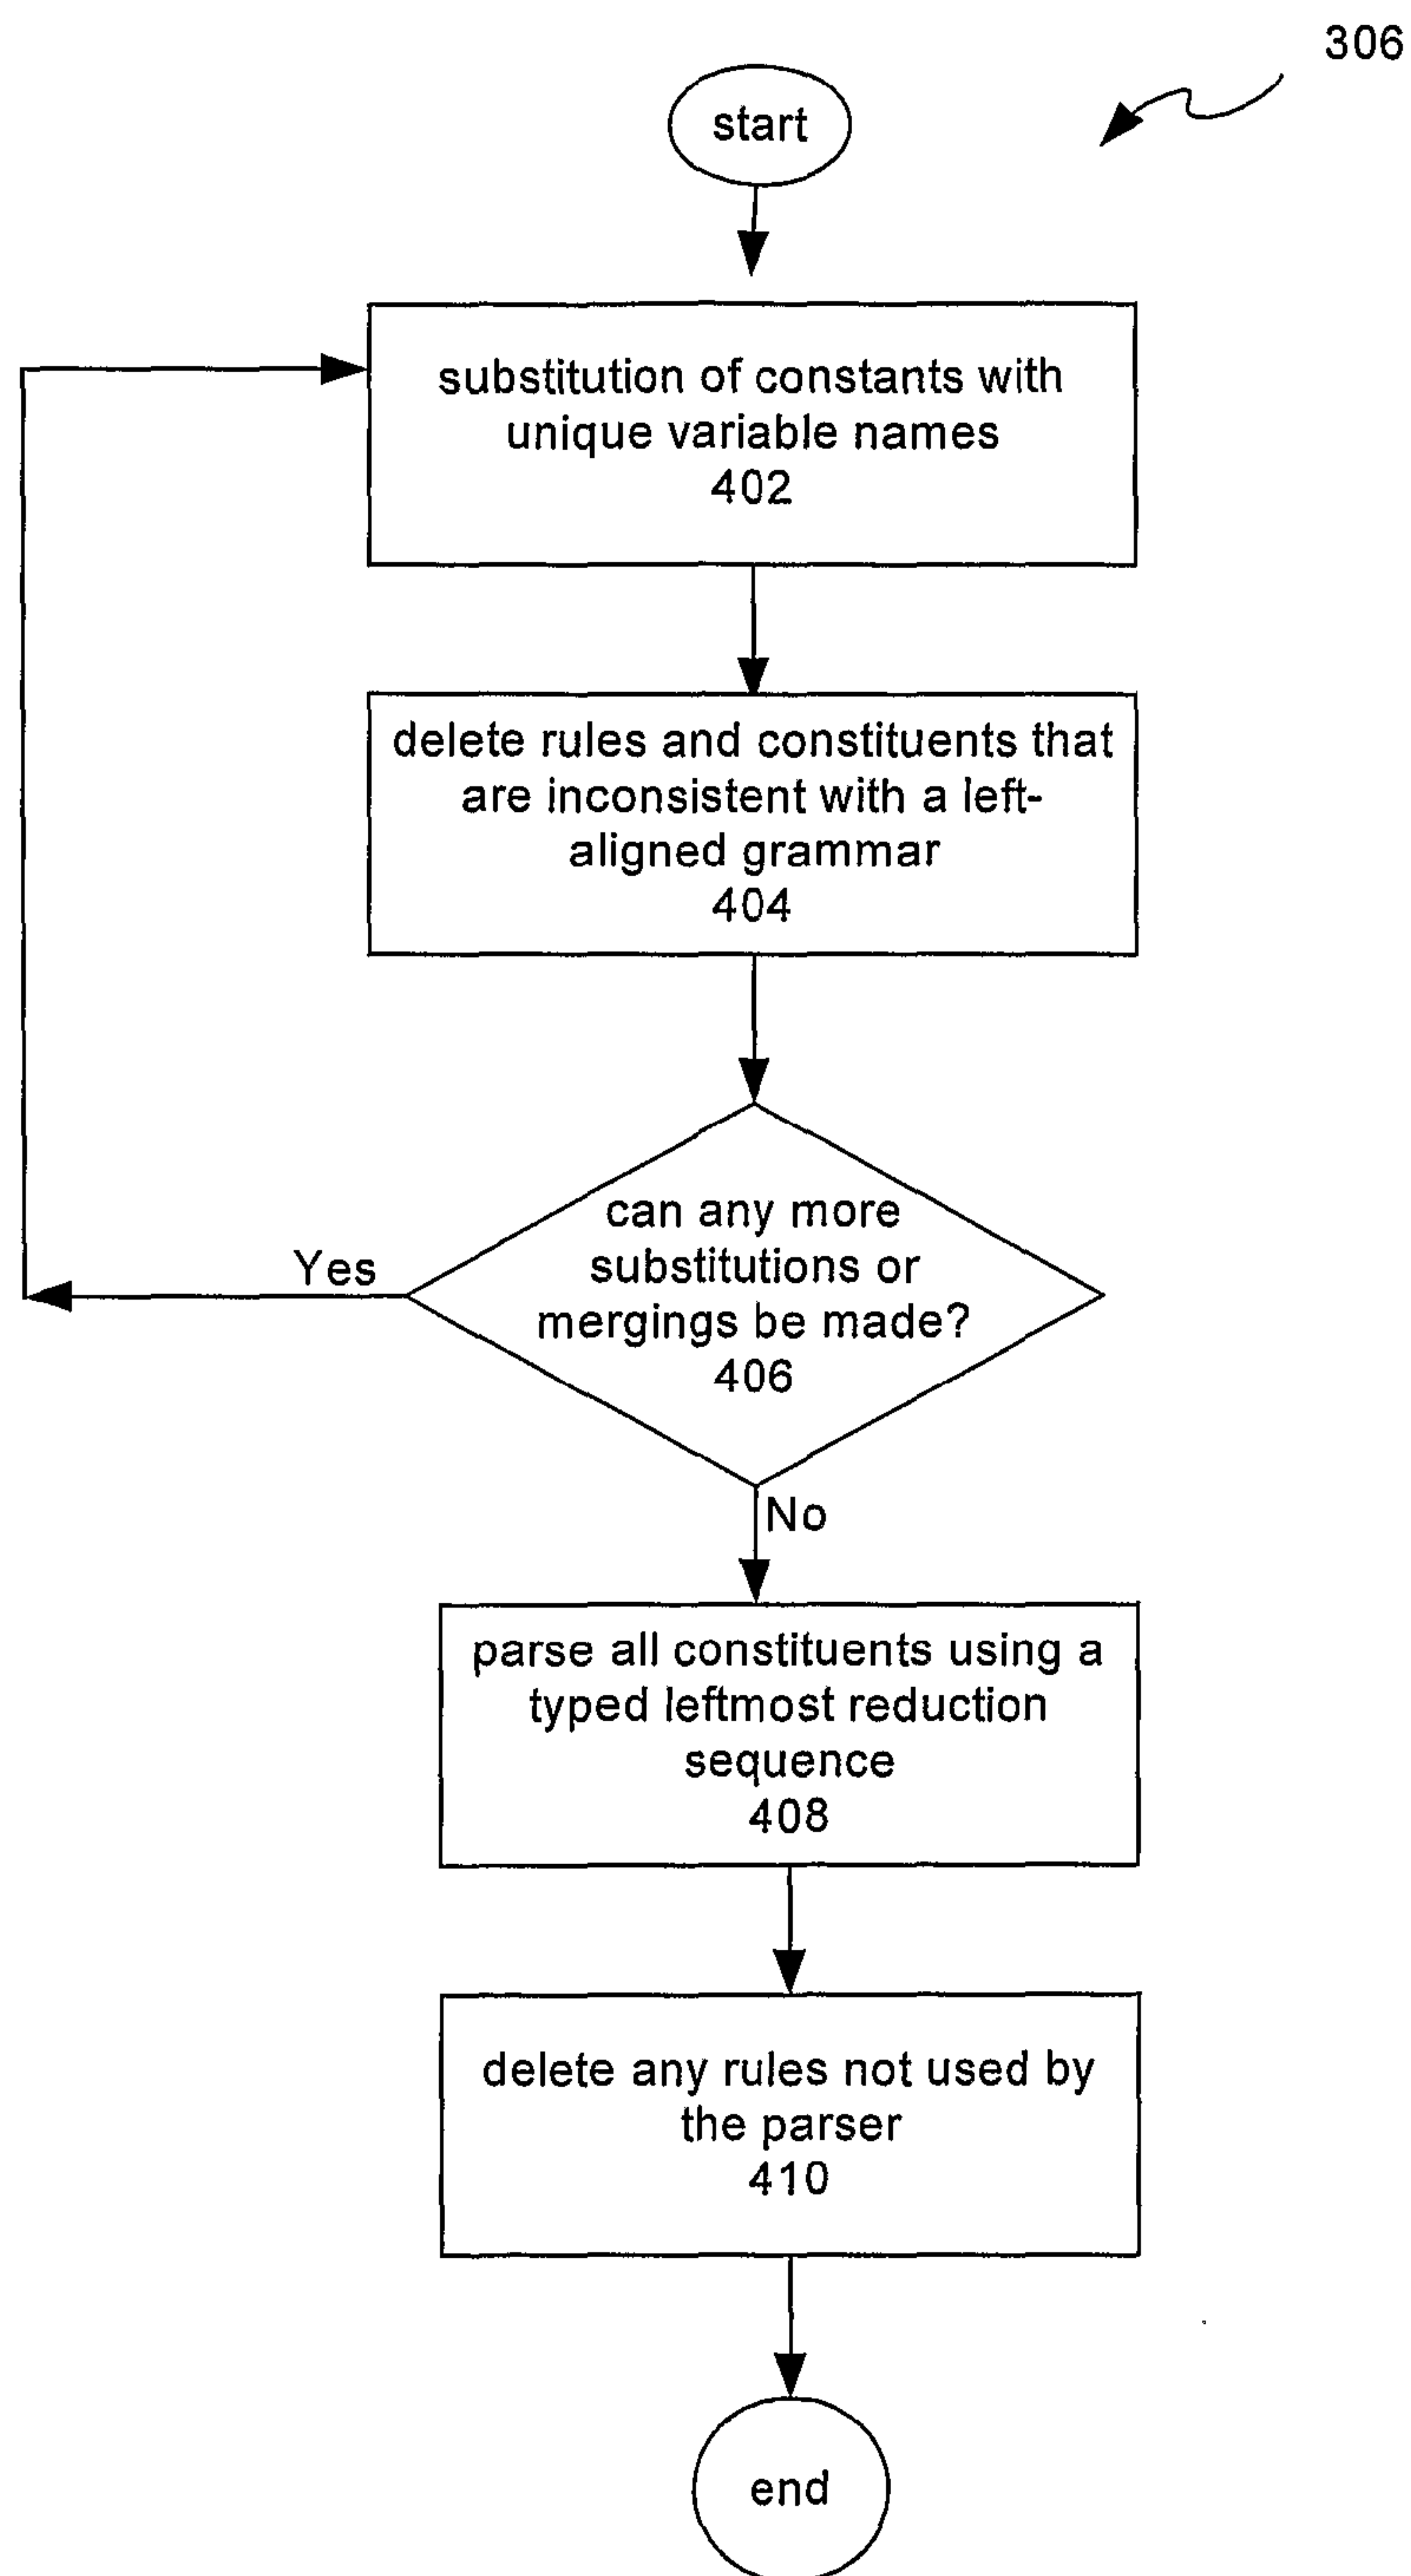 306
start
substitution of constants with
unique variable names
402
delete rules and constituents that
are inconsistent with a left-
aligned grammar
404
can any more
substitutions or
mergings be made?
406
Yes
No
parse all constituents using a
typed leftmost reduction
sequence
408
delete any rules not used by
the parser
410
end